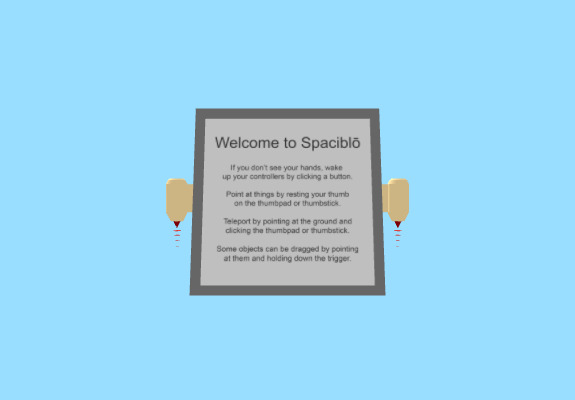 Welcome to Spaciblō
If you don't see your hands, wake
up your controllers by clicking a button.
Point at things by resting your thumb
on the thumbpad or thumbstick.
Teleport by pointing at the ground and
clicking the thumbpad or thumbstick.
Some objects can be dragged by pointing
at them and holding down the trigger.